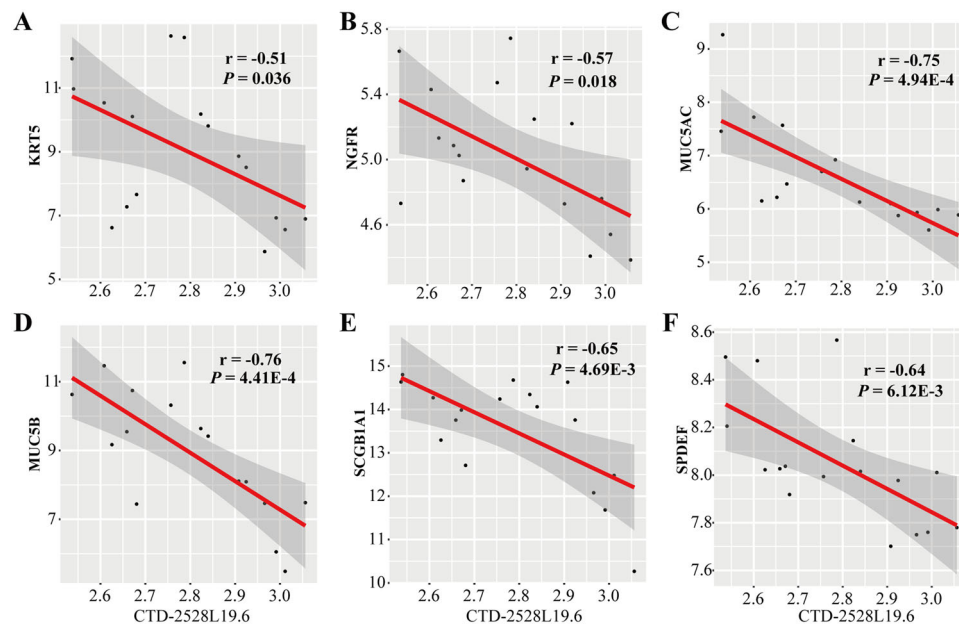 A
KRT5
r = -0.51
P = 0.036
11
9
7
5
2.6 2.7 2.8 2.9 3.0
B
NGFR
r = -0.57
P = 0.018
5.8
5.4
5.0
4.6
2.6 2.7 2.8 2.9 3.0
C
MUC5AC
r = -0.75
P = 4.94E-4
9
8
7
6
5
2.6 2.7 2.8 2.9 3.0
D
MUC5B
r = -0.76
P = 4.41E-4
11
9
7
2.6 2.7 2.8 2.9 3.0
CTD-2528L19.6
E
SCGB1A1
r = -0.65
P = 4.69E-3
15
14
13
12
11
10
2.6 2.7 2.8 2.9 3.0
CTD-2528L19.6
F
SPDEF
r = -0.64
P = 6.12E-3
8.6
8.4
8.2
8.0
7.8
7.6
2.6 2.7 2.8 2.9 3.0
CTD-2528L19.6